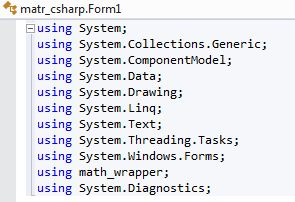 matr_csharp.Form1
using System;
using System.Collections.Generic;
using System.ComponentModel;
using System.Data;
using System.Drawing;
using System.Linq;
using System.Text;
using System.Threading.Tasks;
using System.Windows.Forms;
using math_wrapper;
using System.Diagnostics;